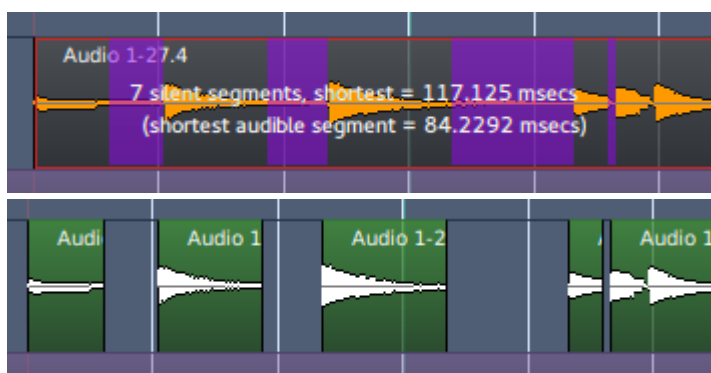 Audio 1-27.4
7 silent segments, shortest = 117.125 msecs
(shortest audible segment = 84.2292 msecs)
Audi Audio 1 Audio 1-2 Audio 1